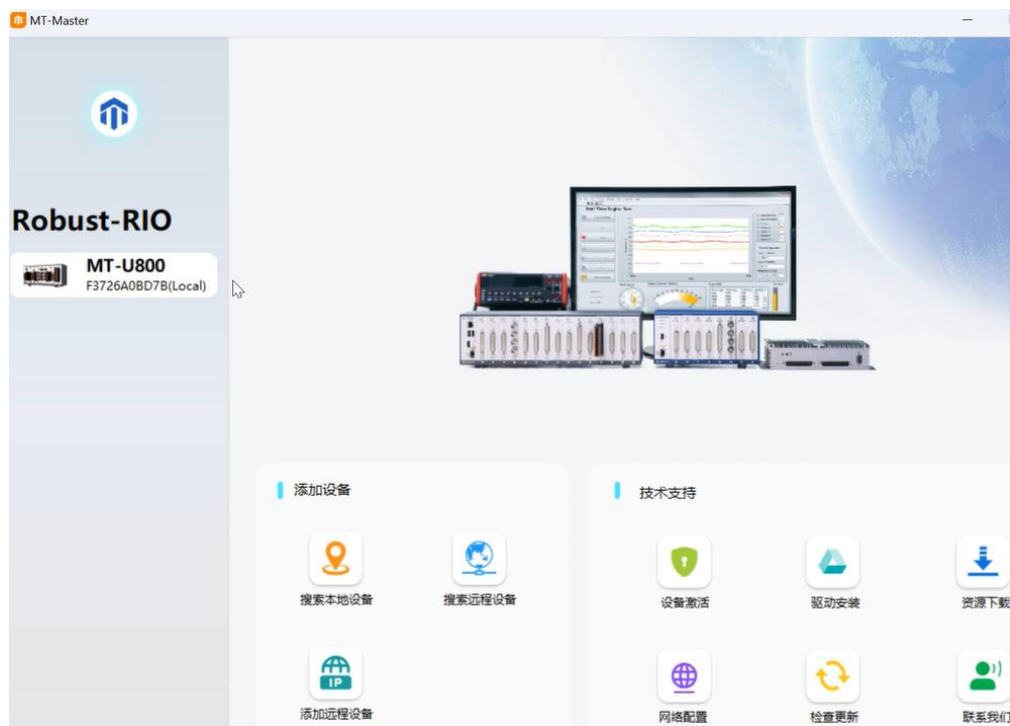 MT-Master
Robust-RIO
MT-U800
F3726A0BD7B(Local)
添加设备
搜索本地设备
搜索远程设备
IP
添加远程设备
技术支持
设备激活
驱动安装
资源下载
网络配置
检查更新
联系我们